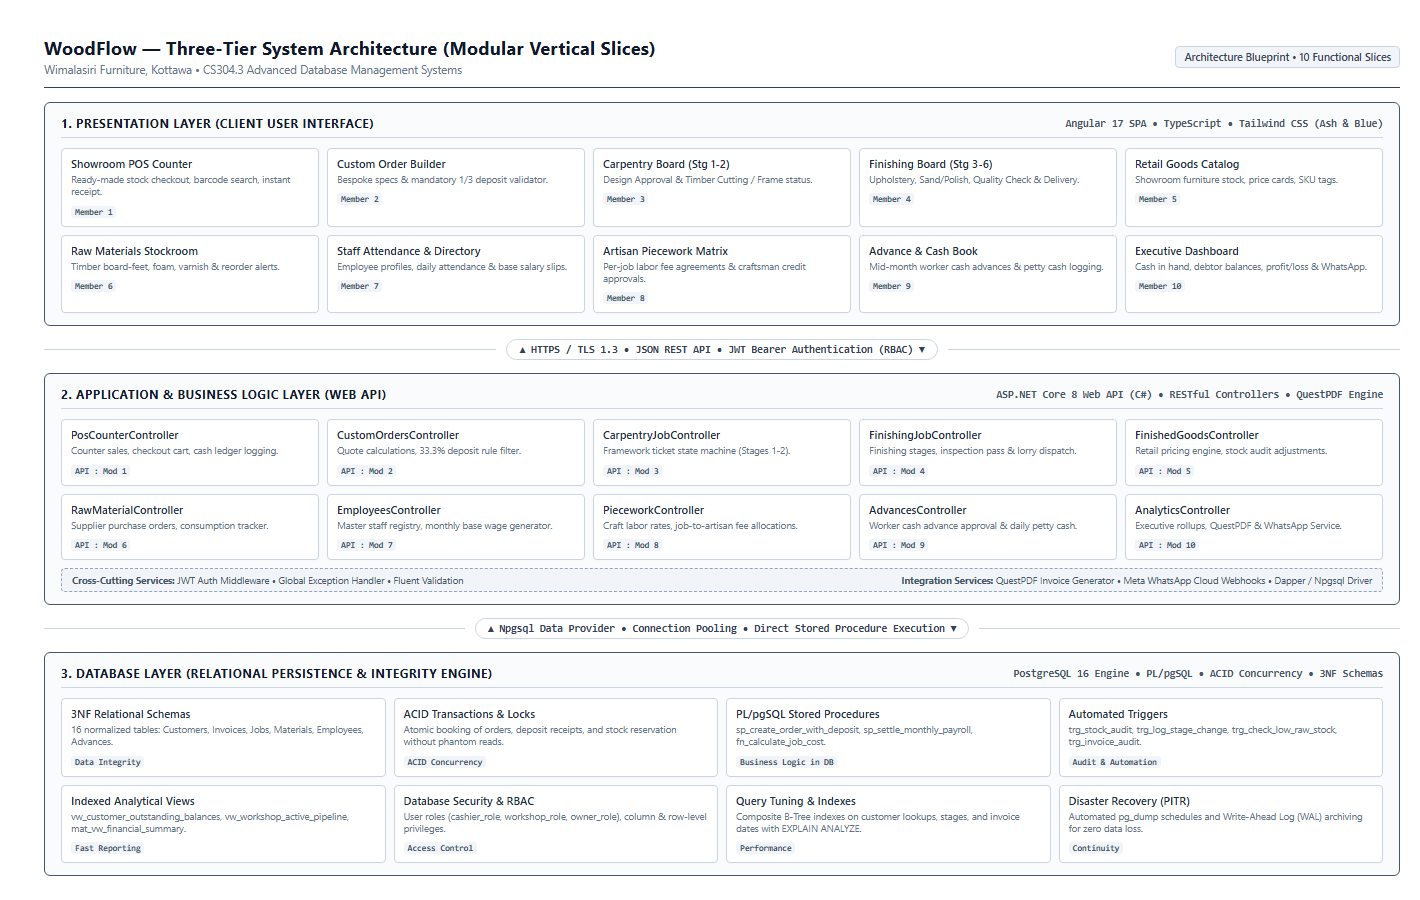 WoodFlow — Three-Tier System Architecture (Modular Vertical Slices)
Wimalasiri Furniture, Kottawa • CS304.3 Advanced Database Management Systems
Architecture Blueprint • 10 Functional Slices
1. PRESENTATION LAYER (CLIENT USER INTERFACE)
Angular 17 SPA • TypeScript • Tailwind CSS (Ash & Blue)
Showroom POS Counter
Ready-made stock checkout, barcode search, instant
receipt.
Member 1
Custom Order Builder
Bespoke specs & mandatory 1/3 deposit validator.
Member 2
Carpentry Board (Stg 1-2)
Design Approval & Timber Cutting / Frame status.
Member 3
Finishing Board (Stg 3-6)
Upholstery, Sand/Polish, Quality Check & Delivery.
Member 4
Retail Goods Catalog
Showroom furniture stock, price cards, SKU tags.
Member 5
Raw Materials Stockroom
Timber board-feet, foam, varnish & reorder alerts.
Member 6
Staff Attendance & Directory
Employee profiles, daily attendance & base salary slips.
Member 7
Artisan Piecework Matrix
Per-job labor fee agreements & craftsman credit
approvals.
Member 8
Advance & Cash Book
Mid-month worker cash advances & petty cash logging.
Member 9
Executive Dashboard
Cash in hand, debtor balances, profit/loss & WhatsApp.
Member 10
▲ HTTPS / TLS 1.3 • JSON REST API • JWT Bearer Authentication (RBAC) ▼
2. APPLICATION & BUSINESS LOGIC LAYER (WEB API)
ASP.NET Core 8 Web API (C#) • RESTful Controllers • QuestPDF Engine
PosCounterController
Counter sales, checkout cart, cash ledger logging.
API : Mod 1
CustomOrdersController
Quote calculations, 33.3% deposit rule filter.
API : Mod 2
CarpentryJobController
Framework ticket state machine (Stages 1-2).
API : Mod 3
FinishingJobController
Finishing stages, inspection pass & lorry dispatch.
API : Mod 4
FinishedGoodsController
Retail pricing engine, stock audit adjustments.
API : Mod 5
RawMaterialController
Supplier purchase orders, consumption tracker.
API : Mod 6
EmployeesController
Master staff registry, monthly base wage generator.
API : Mod 7
PieceworkController
Craft labor rates, job-to-artisan fee allocations.
API : Mod 8
AdvancesController
Worker cash advance approval & daily petty cash.
API : Mod 9
AnalyticsController
Executive rollups, QuestPDF & WhatsApp Service.
API : Mod 10
Cross-Cutting Services: JWT Auth Middleware • Global Exception Handler • Fluent Validation
Integration Services: QuestPDF Invoice Generator • Meta WhatsApp Cloud Webhooks • Dapper / Npgsql Driver
▲ Npgsql Data Provider • Connection Pooling • Direct Stored Procedure Execution ▼
3. DATABASE LAYER (RELATIONAL PERSISTENCE & INTEGRITY ENGINE)
PostgreSQL 16 Engine • PL/pgSQL • ACID Concurrency • 3NF Schemas
3NF Relational Schemas
16 normalized tables: Customers, Invoices, Jobs, Materials, Employees,
Advances.
Data Integrity
ACID Transactions & Locks
Atomic booking of orders, deposit receipts, and stock reservation
without phantom reads.
ACID Concurrency
PL/pgSQL Stored Procedures
sp_create_order_with_deposit, sp_settle_monthly_payroll,
fn_calculate_job_cost.
Business Logic in DB
Automated Triggers
trg_stock_audit, trg_log_stage_change, trg_check_low_raw_stock,
trg_invoice_audit.
Audit & Automation
Indexed Analytical Views
vw_customer_outstanding_balances, vw_workshop_active_pipeline,
mat_vw_financial_summary.
Fast Reporting
Database Security & RBAC
User roles (cashier_role, workshop_role, owner_role), column & row-level
privileges.
Access Control
Query Tuning & Indexes
Composite B-Tree indexes on customer lookups, stages, and invoice
dates with EXPLAIN ANALYZE.
Performance
Disaster Recovery (PITR)
Automated pg_dump schedules and Write-Ahead Log (WAL) archiving
for zero data loss.
Continuity